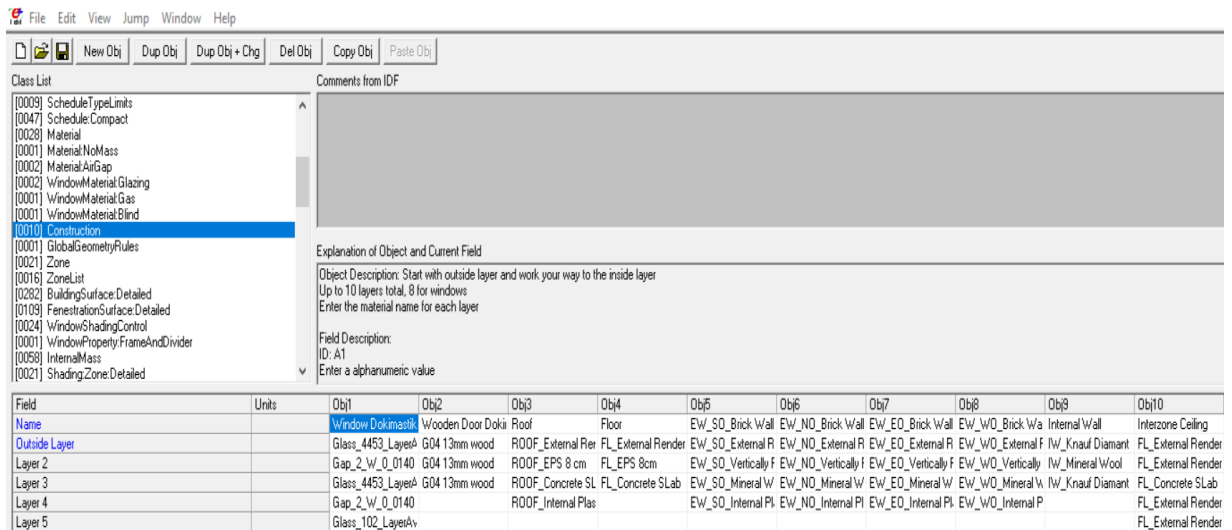 File Edit View Jump Window Help
New Obj Dup Obj Dup Obj + Chg Del Obj Copy Obj Paste Obj
Class List
[0009] ScheduleTypeLimits
[0047] Schedule:Compact
[0028] Material
[0001] Material:NoMass
[0002] Material:AirGap
[0002] WindowMaterial:Glazing
[0001] WindowMaterial:Gas
[0001] WindowMaterial:Blind
[0010] Construction
[0001] GlobalGeometryRules
[0021] Zone
[0016] ZoneList
[0282] BuildingSurface:Detailed
[0109] FenestrationSurface:Detailed
[0024] WindowShadingControl
[0001] WindowProperty:FrameAndDivider
[0058] InternalMass
[0021] Shading:Zone:Detailed
Comments from IDF
Explanation of Object and Current Field
Object Description: Start with outside layer and work your way to the inside layer
Up to 10 layers total, 8 for windows
Enter the material name for each layer
Field Description:
ID: A1
Enter a alphanumeric value
Field Units Obj1 Obj2 Obj3 Obj4 Obj5 Obj6 Obj7 Obj8 Obj9 Obj10
Name Window Dokimastik Wooden Door Doki Roof Floor EW_SO_Brick Wall EW_NO_Brick Wall EW_EO_Brick Wall EW_WO_Brick Wa Internal Wall Interzone Ceiling
Outside Layer Glass_4453_LayerA G04 13mm wood ROOF_External Rer FL_External Render EW_SO_External R EW_NO_External R EW_EO_External R EW_WO_External F IW_Knauf Diamant FL_External Render
Layer 2 Gap_2_W_0_0140 G04 13mm wood ROOF_EPS 8 cm FL_EPS 8cm EW_SO_Vertically F EW_NO_Vertically F EW_EO_Vertically F EW_WO_Vertically IW_Mineral Wool FL_External Render
Layer 3 Glass_4453_LayerA G04 13mm wood ROOF_Concrete SL FL_Concrete SLab EW_SO_Mineral W EW_NO_Mineral W EW_EO_Mineral W EW_WO_Mineral W IW_Knauf Diamant FL_Concrete SLab
Layer 4 Gap_2_W_0_0140 ROOF_Internal Plas EW_SO_Internal Pl EW_NO_Internal Pl EW_EO_Internal Pl EW_WO_Internal P FL_External Render
Layer 5 Glass_102_LayerAv FL_External Render